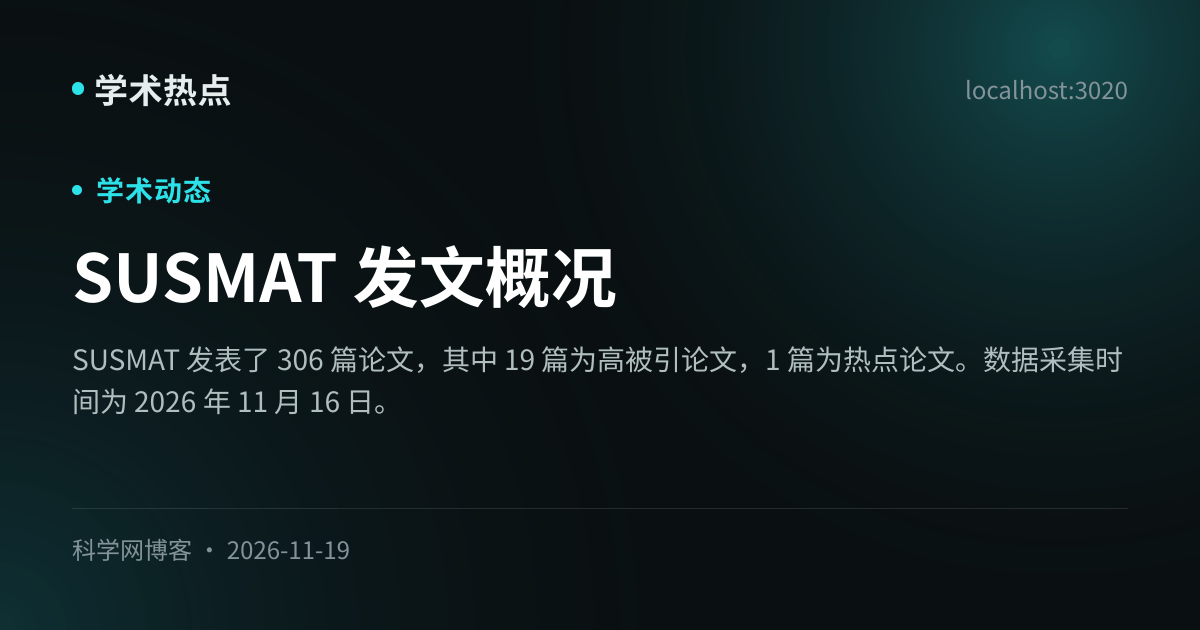 学术热点
localhost:3020
学术动态
SUSMAT 发文概况
SUSMAT 发表了 306 篇论文，其中 19 篇为高被引论文，1 篇为热点论文。数据采集时
间为 2026 年 11 月 16 日。
科学网博客 · 2026-11-19